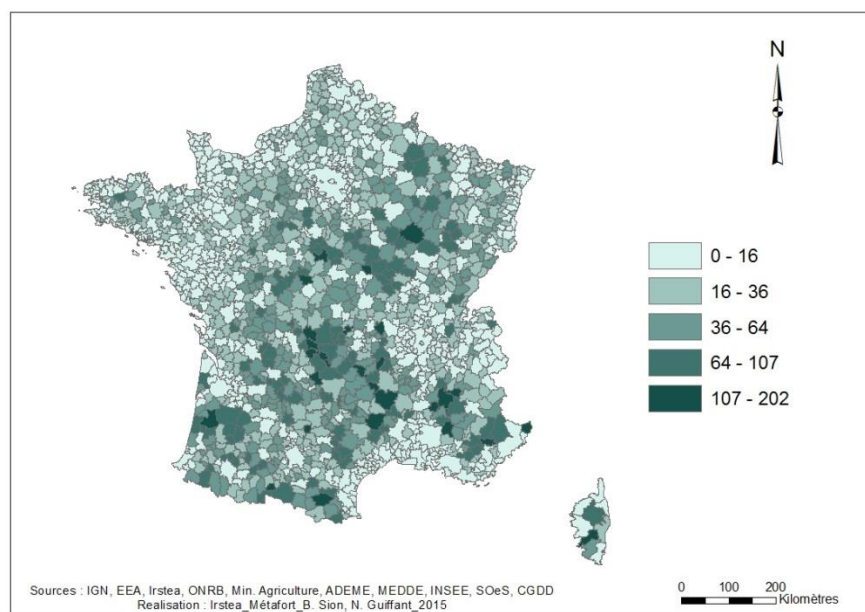 N
0 - 16
16 - 36
36 - 64
64 - 107
107 - 202
Sources : IGN, EEA, Irstea, ONRB, Min. Agriculture, ADEME, MEDDE, INSEE, SOeS, CGDD
Realisation : Irstea_Métafort_B. Sion, N. Guiffant_2015
0 100 200
Kilomètres